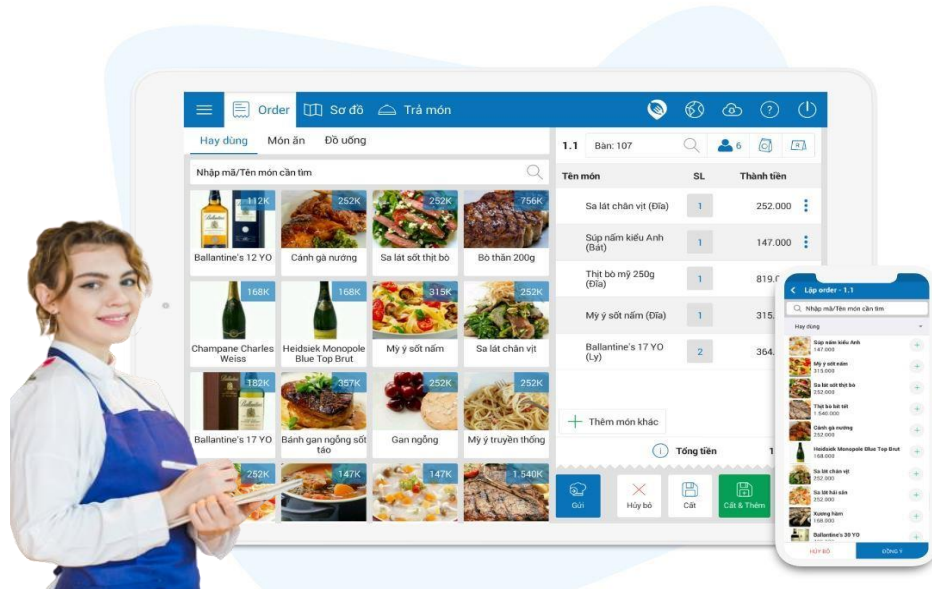 Order
Sơ đồ
Trả món
Hay dùng
Món ăn
Đồ uống
Nhập mã/Tên món cần tìm
112K
252K
252K
756K
Ballantine's 12 YO
Cánh gà nướng
Sa lát sốt thịt bò
Bò thăn 200g
168K
168K
315K
252K
Champane Charles
Weiss
Heidsiek Monopole
Blue Top Brut
Mỳ ý sốt nấm
Sa lát chân vịt
182K
357K
252K
252K
Ballantine's 17 YO
Bánh gan ngỗng sốt
táo
Gan ngỗng
Mỳ ý truyền thống
252K
147K
147K
1.540K
1.1
Bàn: 107
6
Tên món
SL
Thành tiền
Sa lát chân vịt (Đĩa)
1
252.000
Súp nấm kiểu Anh
(Bát)
1
147.000
Thịt bò mỹ 250g
(Đĩa)
1
819.
Mỳ ý sốt nấm (Đĩa)
1
315.
Ballantine's 17 YO
(Ly)
2
364.
Thêm món khác
Tổng tiền
1
Gửi
Hủy bỏ
Cất
Cất & Thêm
Lập order - 1.1
Nhập mã/Tên món cần tìm
Hay dùng
Súp nấm kiểu Anh
147.000
Mỳ ý sốt nấm
315.000
Sa lát sốt thịt bò
252.000
Thịt bò bít tết
1.540.000
Cánh gà nướng
252.000
Heidsiek Monopole Blue Top Brut
168.000
Sa lát chân vịt
252.000
Sa lát hải sản
252.000
Xương hầm
168.000
Ballantine's 30 YO
HỦY BỎ
ĐỒNG Ý